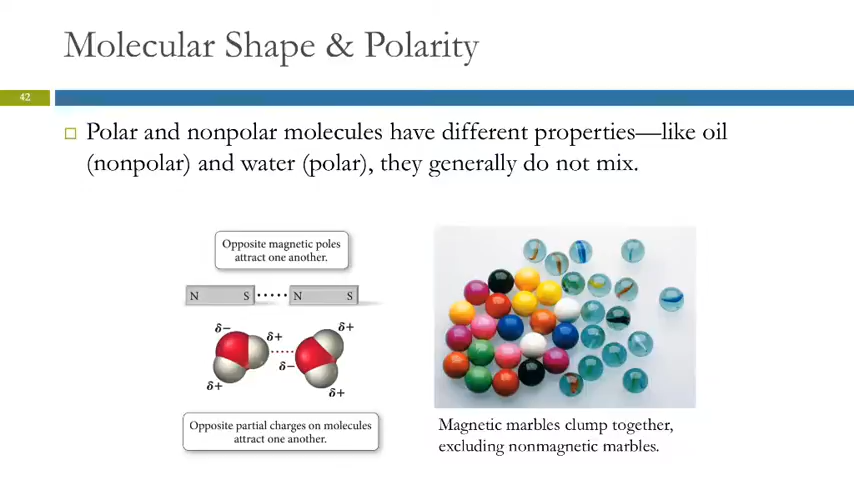 Molecular Shape & Polarity
42
Polar and nonpolar molecules have different properties—like oil
(nonpolar) and water (polar), they generally do not mix.
Opposite magnetic poles
attract one another.
N S N S
δ− δ+ δ+
δ−
δ+ δ+
Opposite partial charges on molecules
attract one another.
Magnetic marbles clump together,
excluding nonmagnetic marbles.